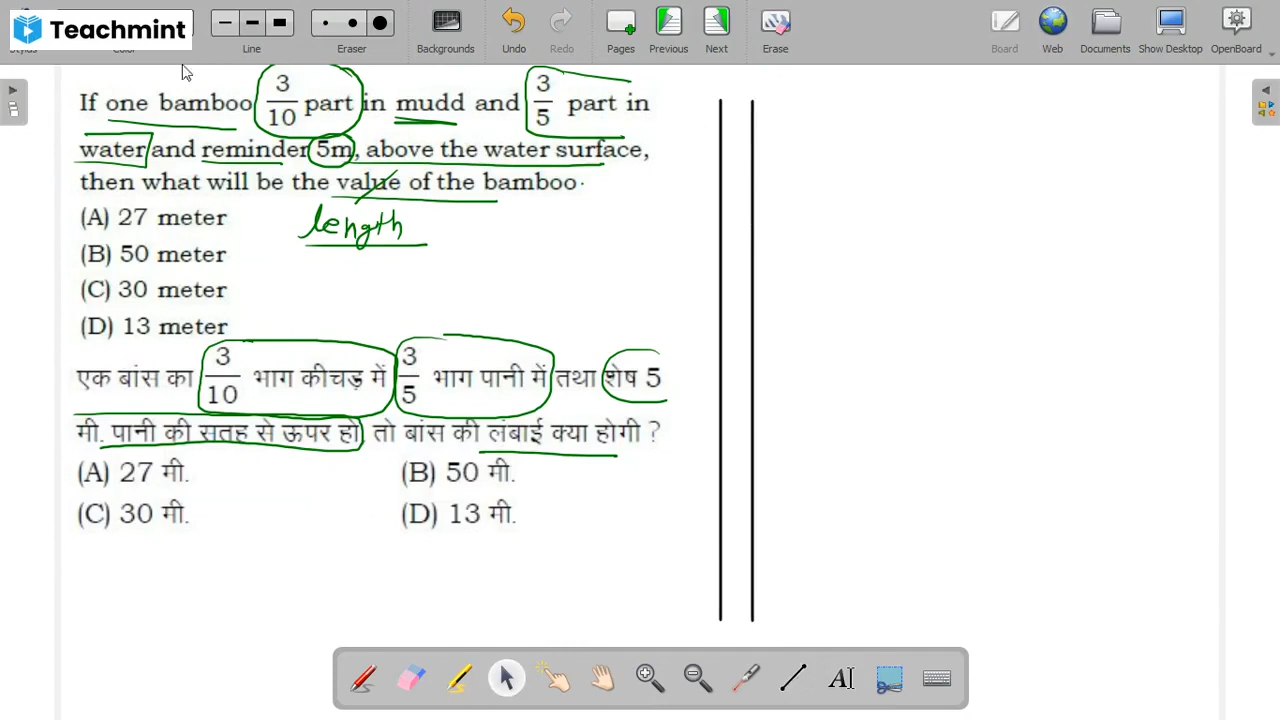 Teachmint
Styles Color Line Eraser Backgrounds Undo Redo Pages Previous Next Erase Board Web Documents Show Desktop OpenBoard
If one bamboo 3/10 part in mudd and 3/5 part in
water and reminder 5m, above the water surface,
then what will be the value of the bamboo
length
(A) 27 meter
(B) 50 meter
(C) 30 meter
(D) 13 meter
एक बांस का 3/10 भाग कीचड़ में 3/5 भाग पानी में तथा शेष 5
मी. पानी की सतह से ऊपर हो तो बांस की लंबाई क्या होगी ?
(A) 27 मी. (B) 50 मी.
(C) 30 मी. (D) 13 मी.